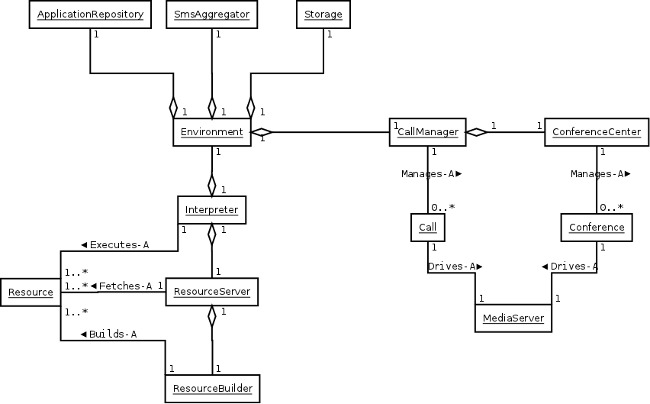 ApplicationRepository
SmsAggregator
Storage
1
1
1
1
1
1
Environment
1
1
CallManager
1
1
ConferenceCenter
1
1
1
Manages-A►
Manages-A►
1
Interpreter
0..*
0..*
1
1
Call
Conference
◄Executes-A
1
1
1..*
1
Drives-A►
◄Drives-A
1..*
◄Fetches-A
1
ResourceServer
Resource
1
1
1..*
1
MediaServer
◄Builds-A
1
1
ResourceBuilder